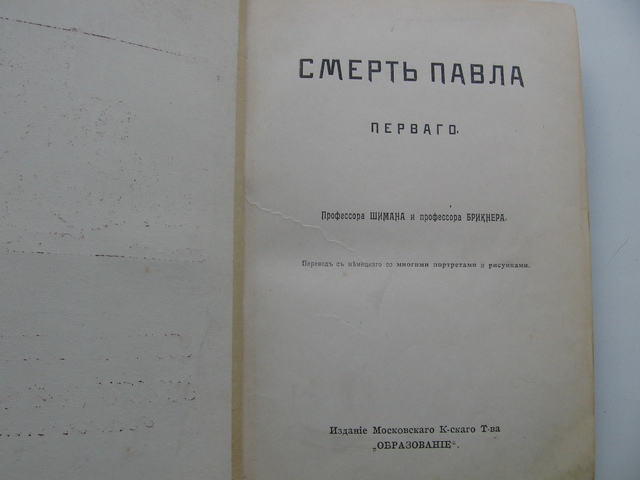 СМЕРТЬ ПАВЛА
ПЕРВАГО.
Профессора ШИМАНА и профессора БРИКНЕРА.
Переводъ съ нѣмецкаго со многими портретами и рисунками.
Изданіе Московскаго К-скаго Т-ва
„ОБРАЗОВАНІЕ“.